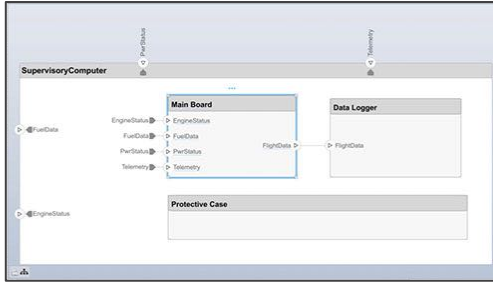 PwrStatus
Telemetry
SupervisoryComputer
Main Board
Data Logger
EngineStatus EngineStatus
FuelData
FuelData FuelData
PwrStatus PwrStatus
FlightData FlightData
Telemetry Telemetry
Protective Case
EngineStatus